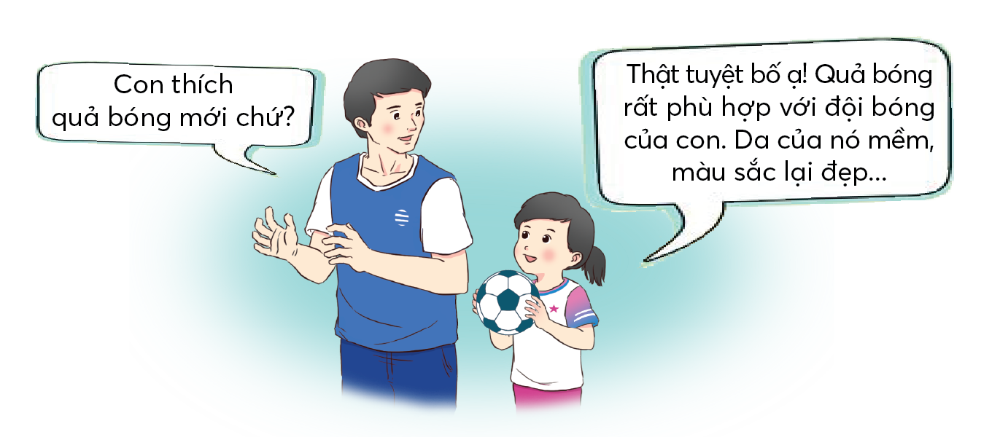 Con thích
quả bóng mới chứ?
Thật tuyệt bố ạ! Quả bóng
rất phù hợp với đội bóng
của con. Da của nó mềm,
màu sắc lại đẹp...